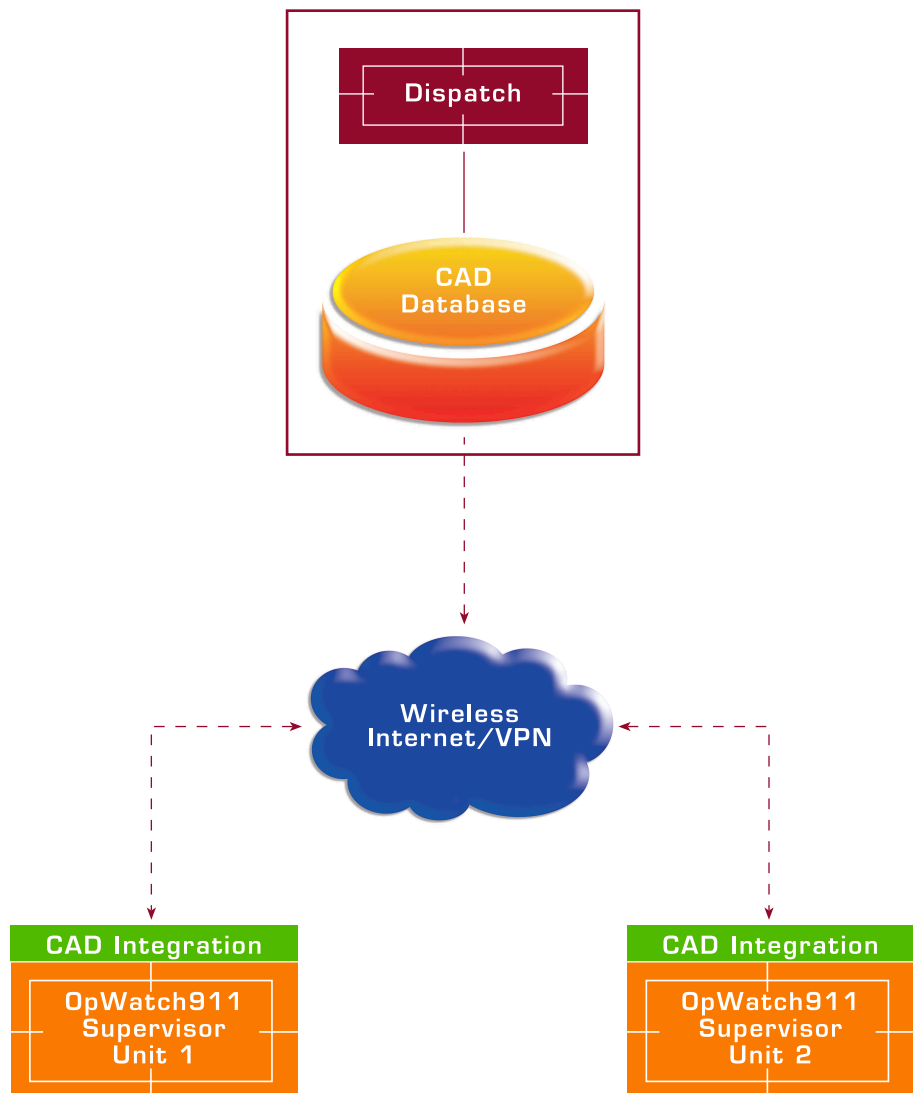 Dispatch
CAD
Database
Wireless
Internet/VPN
CAD Integration
OpWatch911
Supervisor
Unit 1
CAD Integration
OpWatch911
Supervisor
Unit 2